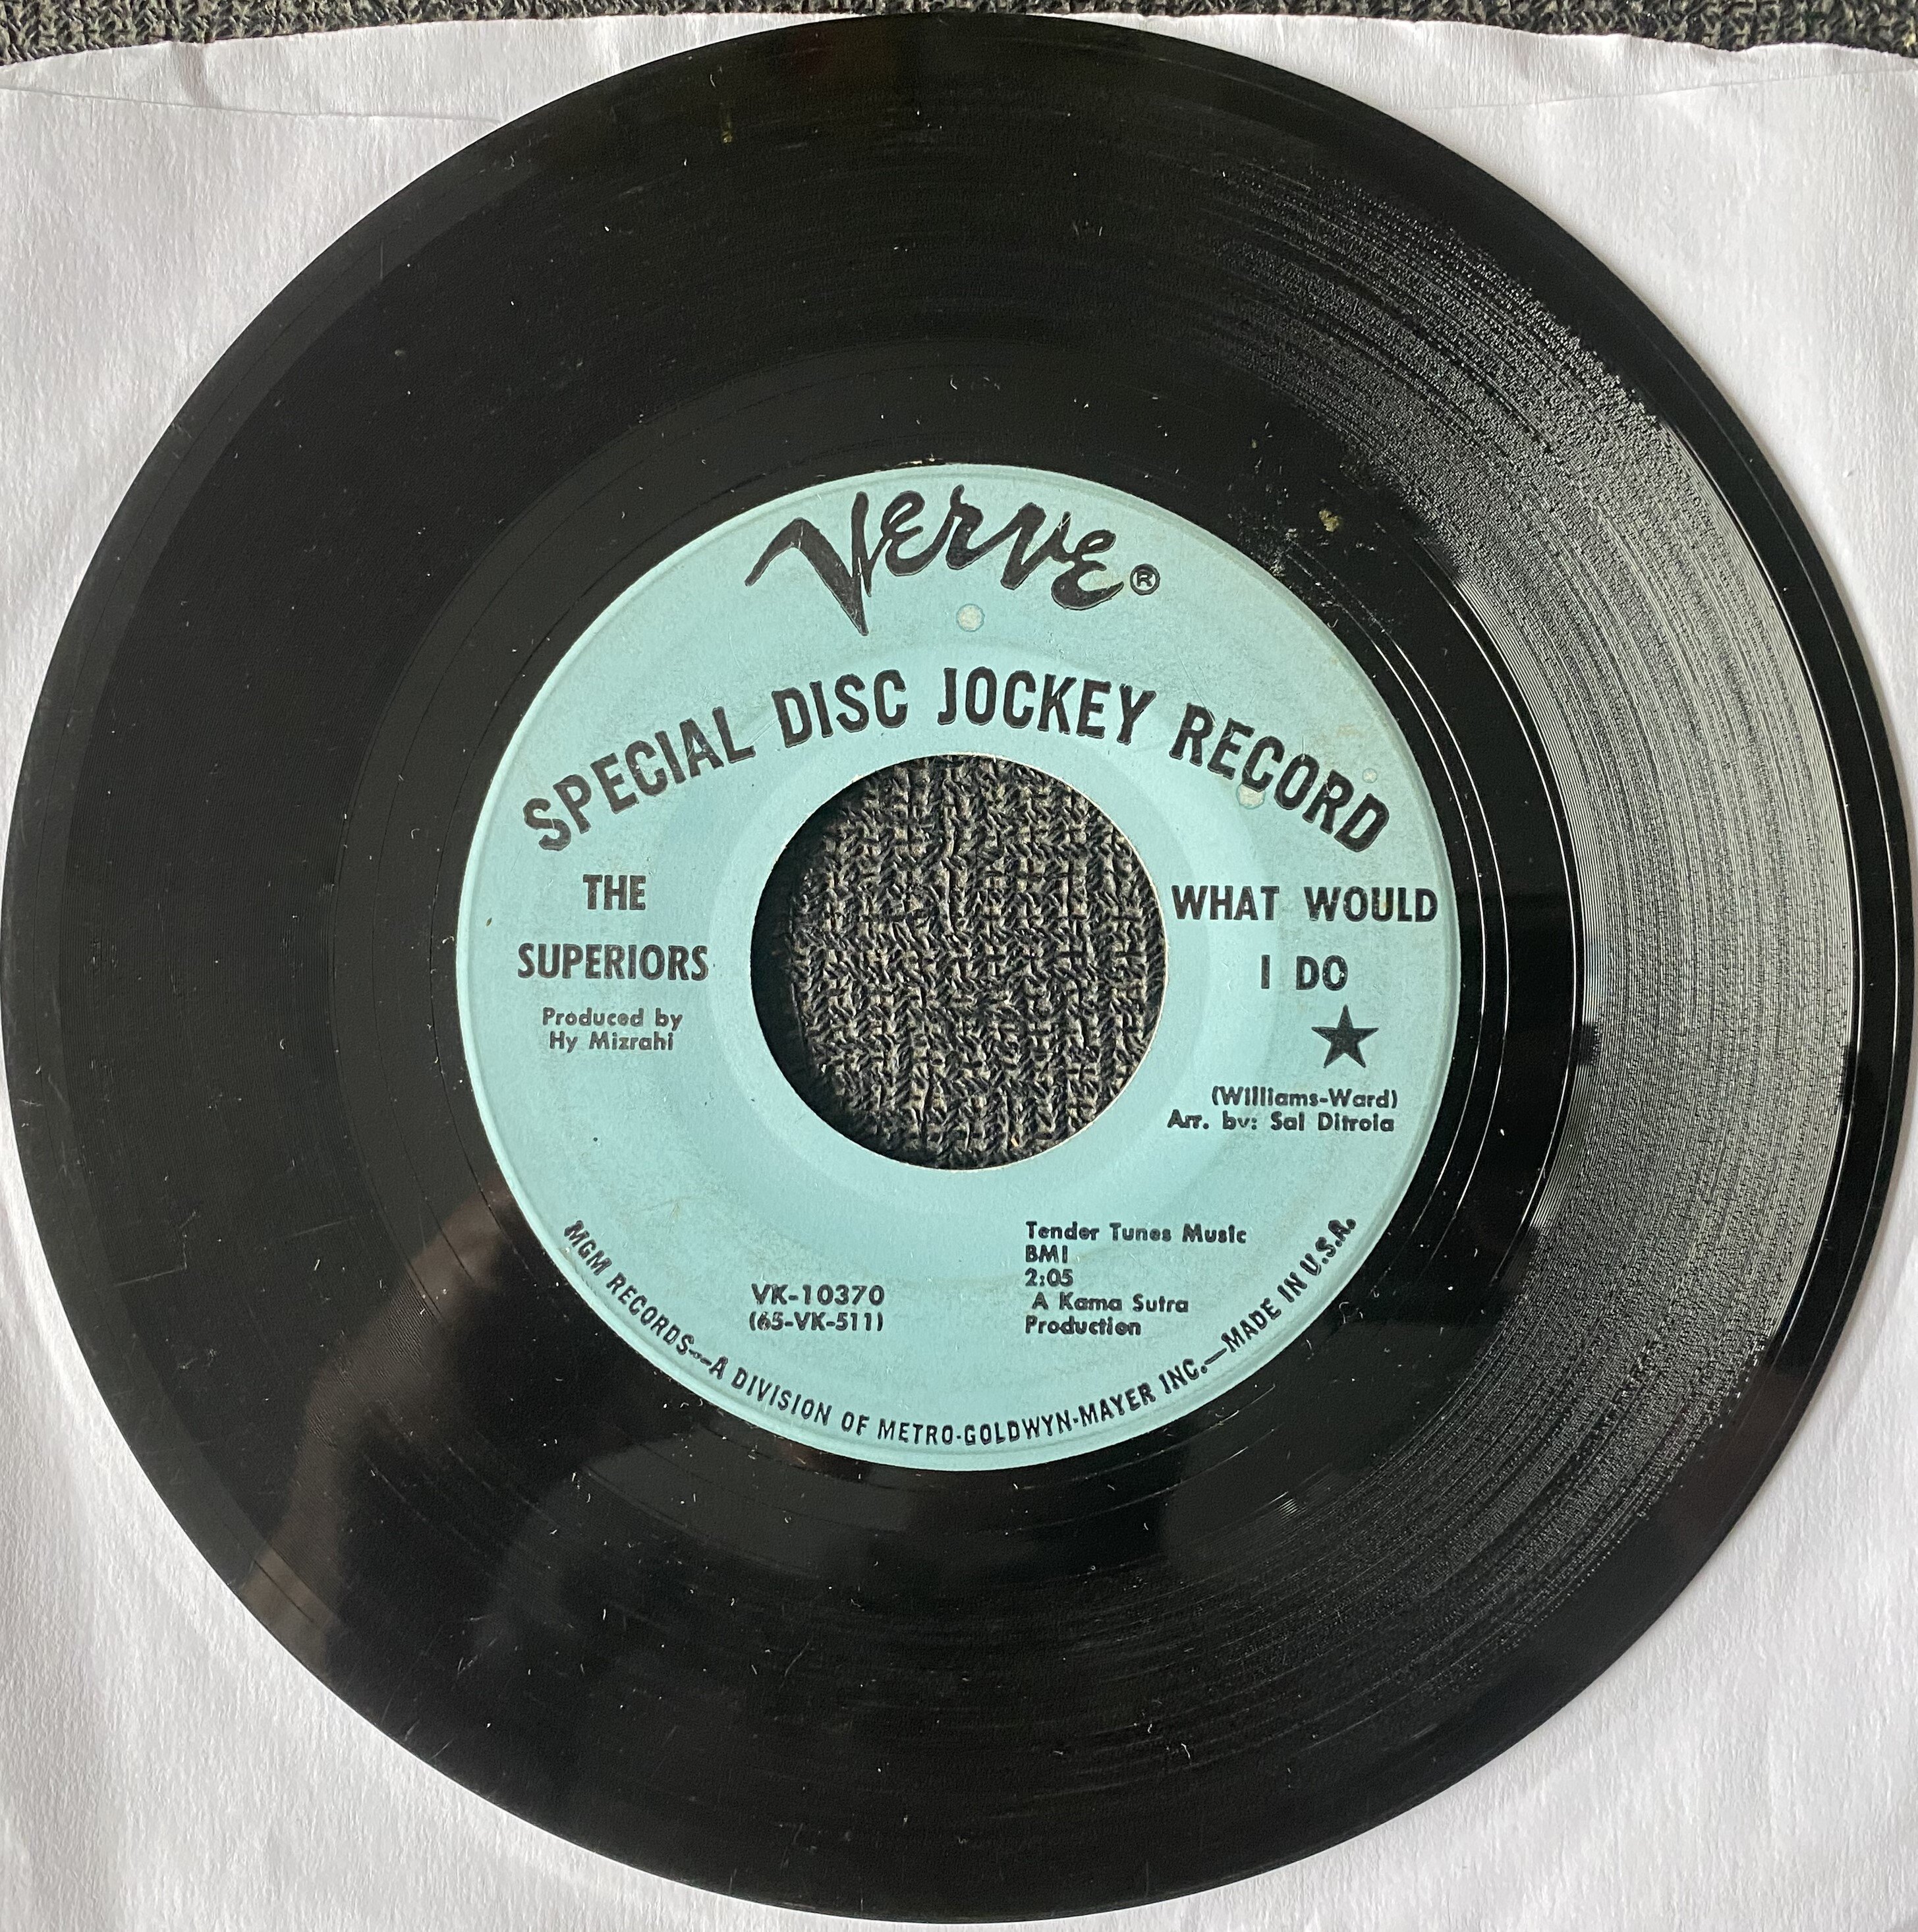 Verve®
SPECIAL DISC JOCKEY RECORD
THE
SUPERIORS
Produced by
Hy Mizrahi
WHAT WOULD
I DO
★
(Williams-Ward)
Arr. by: Sal Ditroia
VK-10370
(65-VK-511)
Tender Tunes Music
BMI
2:05
A Kama Sutra
Production
MGM RECORDS—A DIVISION OF METRO-GOLDWYN-MAYER INC.—MADE IN U.S.A.